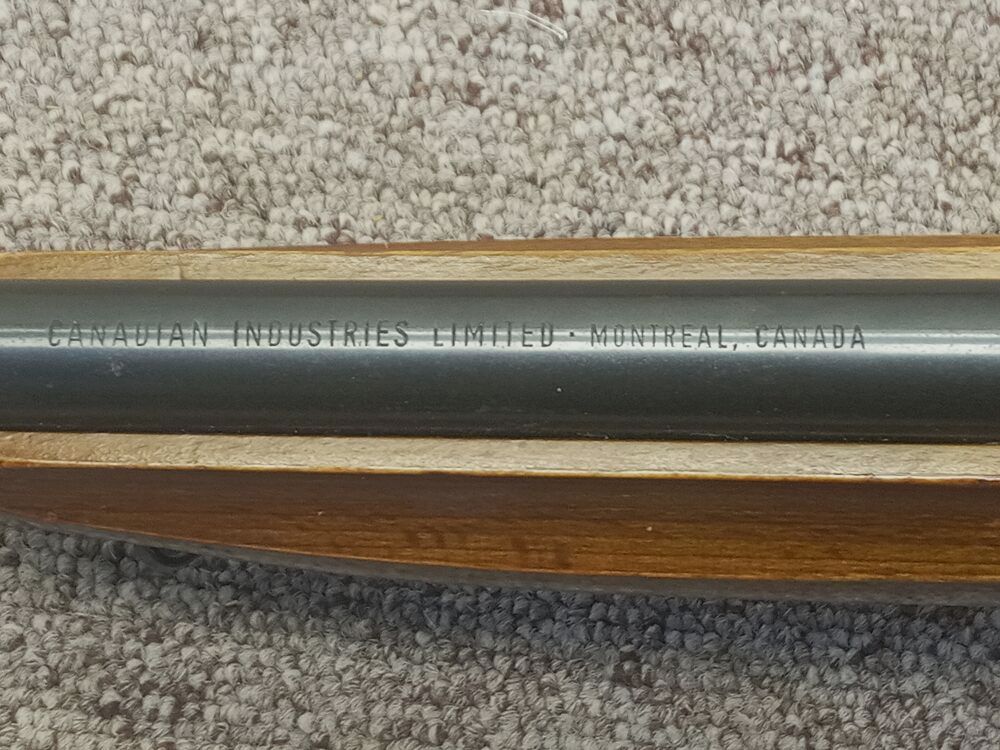 CANADIAN INDUSTRIES LIMITED · MONTREAL, CANADA